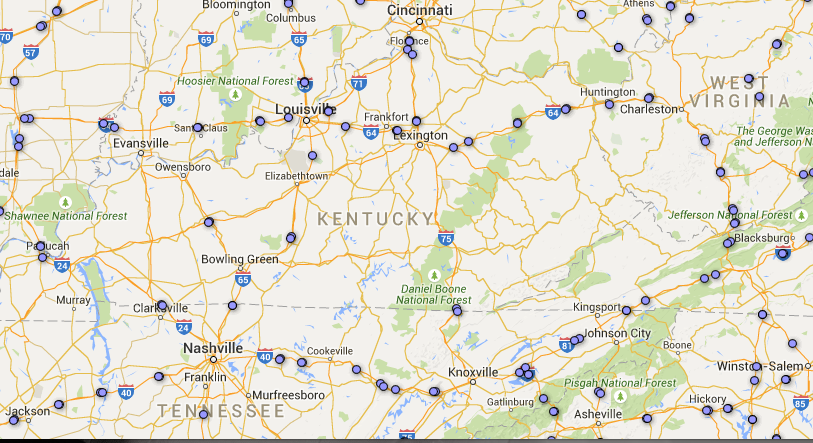 Bloomington
Columbus
Cincinnati
Athens
70
57
69
65
Florence
Hoosier National Forest
71
69
WEST
VIRGINIA
Huntington
Charleston
Louisville
Frankfort
64
64
Lexington
Santa Claus
Evansville
Owensboro
Elizabethtown
The George Was
and Jefferson N
dale
Shawnee National Forest
KENTUCKY
Jefferson National Forest
Blacksburg
75
Paducah
24
Bowling Green
65
Daniel Boone
National Forest
Murray
Clarksville
24
Kingsport
Johnson City
81
Boone
Nashville
40
Cookeville
Knoxville
Winston-Salem
Franklin
Murfreesboro
40
Pisgah National Forest
Gatlinburg
Hickory
85
Jackson
TENNESSEE
Asheville
75